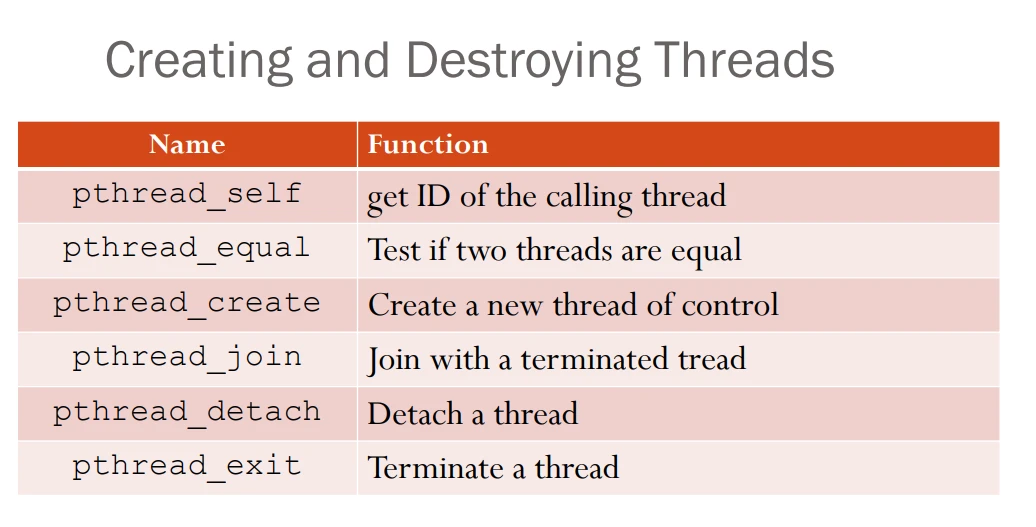 Creating and Destroying Threads
Name Function
pthread_self get ID of the calling thread
pthread_equal Test if two threads are equal
pthread_create Create a new thread of control
pthread_join Join with a terminated tread
pthread_detach Detach a thread
pthread_exit Terminate a thread